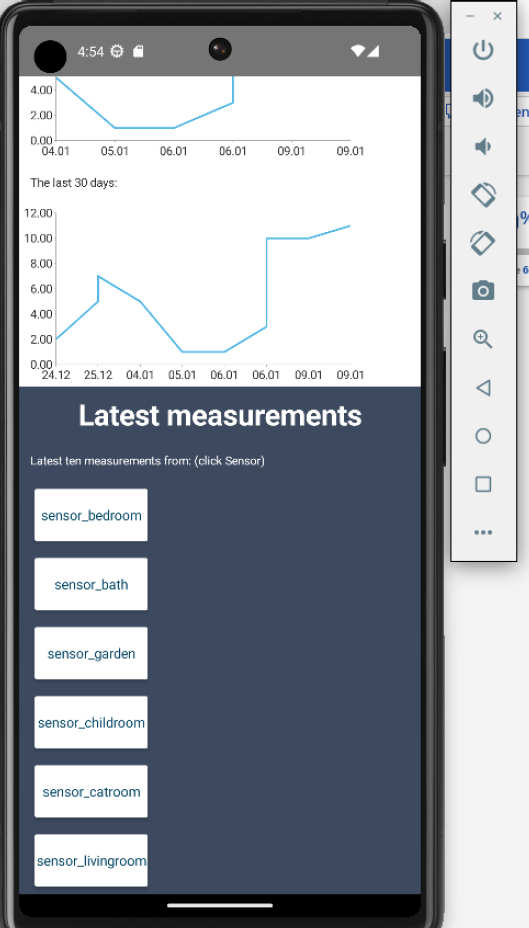 4:54
4.00
2.00
0.00
04.01 05.01 06.01 06.01 09.01 09.01
The last 30 days:
12.00
10.00
8.00
6.00
4.00
2.00
0.00
24.12 25.12 04.01 05.01 06.01 06.01 09.01 09.01
Latest measurements
Latest ten measurements from: (click Sensor)
sensor_bedroom
sensor_bath
sensor_garden
sensor_childroom
sensor_catroom
sensor_livingroom
en
%
e 6